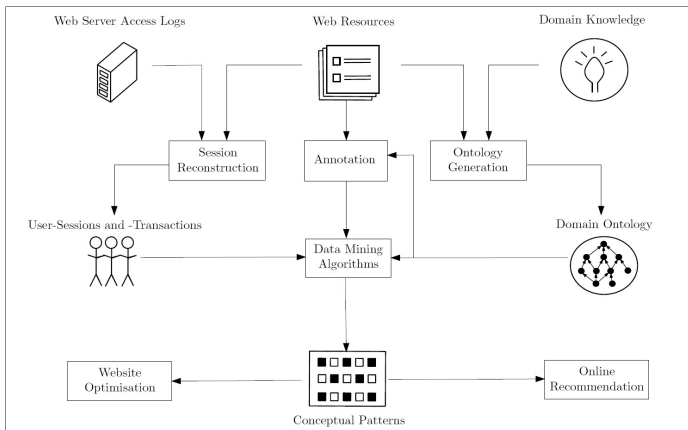 Web Server Access Logs
Web Resources
Domain Knowledge
Session
Reconstruction
Annotation
Ontology
Generation
User-Sessions and -Transactions
Domain Ontology
Data Mining
Algorithms
Website
Optimisation
Online
Recommendation
Conceptual Patterns